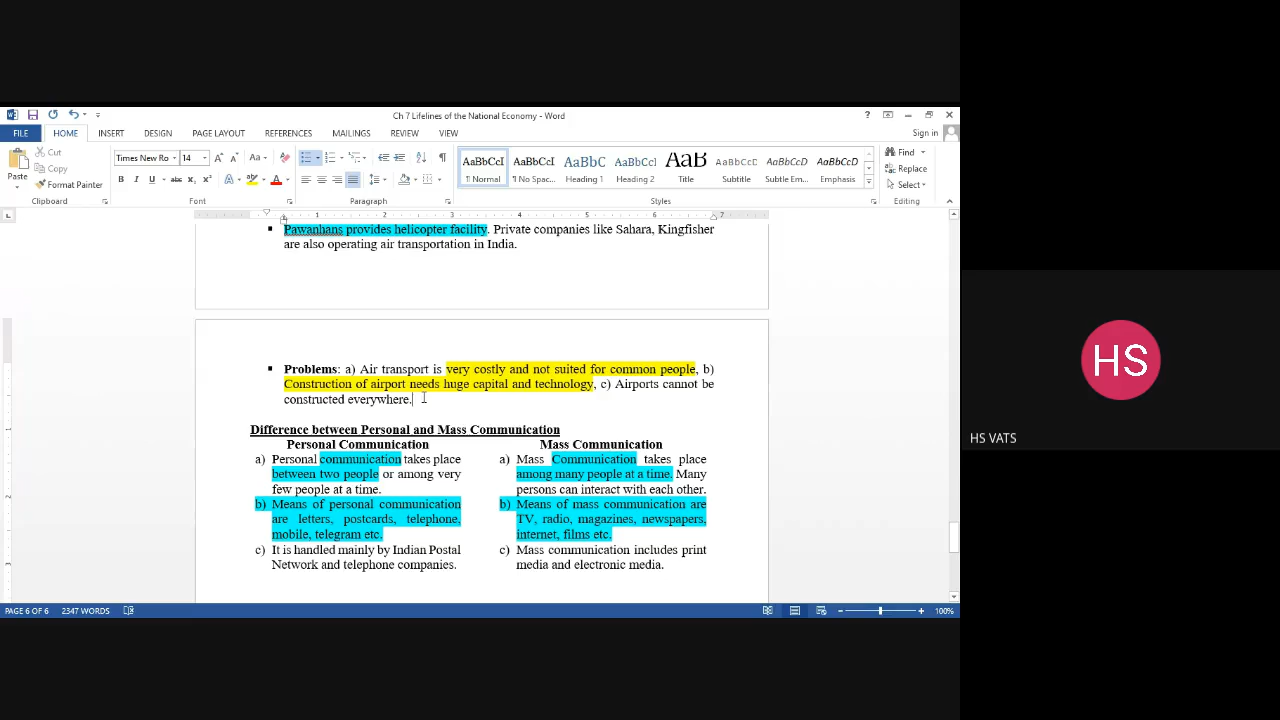 Ch 7 Lifelines of the National Economy - Word
FILE HOME INSERT DESIGN PAGE LAYOUT REFERENCES MAILINGS REVIEW VIEW Sign in
Paste
Cut
Copy
Format Painter
Times New Ro 14
AaBbCcI AaBbCcI AaBbC AaBbCcl AaB AaBbCcD AaBbCcD AaBbCcD
¶ Normal ¶ No Spac... Heading 1 Heading 2 Title Subtitle Subtle Em... Emphasis
Find
Replace
Select
Clipboard Font Paragraph Styles Editing
1 2 3 4 5 6 7
Pawanhans provides helicopter facility. Private companies like Sahara, Kingfisher
are also operating air transportation in India.
Problems: a) Air transport is very costly and not suited for common people, b)
Construction of airport needs huge capital and technology, c) Airports cannot be
constructed everywhere.
Difference between Personal and Mass Communication
Personal Communication
a) Personal communication takes place
between two people or among very
few people at a time.
b) Means of personal communication
are letters, postcards, telephone,
mobile, telegram etc.
c) It is handled mainly by Indian Postal
Network and telephone companies.
Mass Communication
a) Mass Communication takes place
among many people at a time. Many
persons can interact with each other.
b) Means of mass communication are
TV, radio, magazines, newspapers,
internet, films etc.
c) Mass communication includes print
media and electronic media.
PAGE 6 OF 6 2347 WORDS 100%
HS
HS VATS